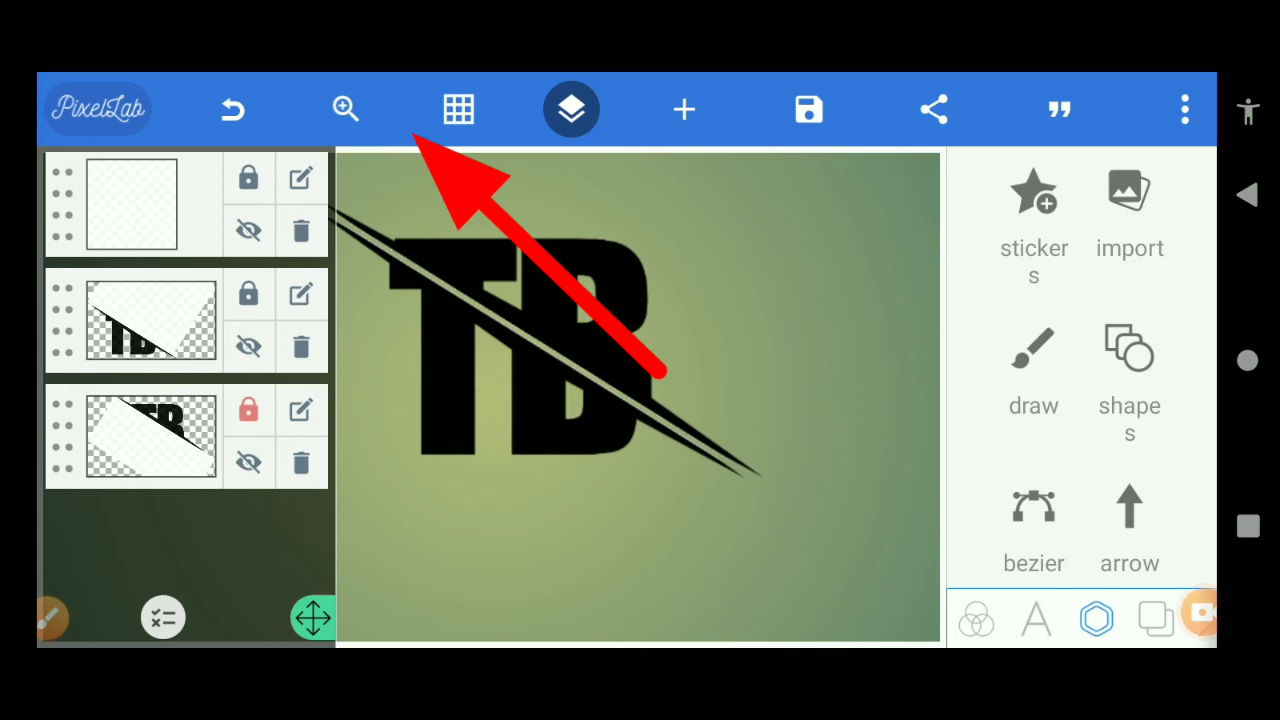 PixelLab
TB
sticker
s
import
draw
shape
s
bezier
arrow